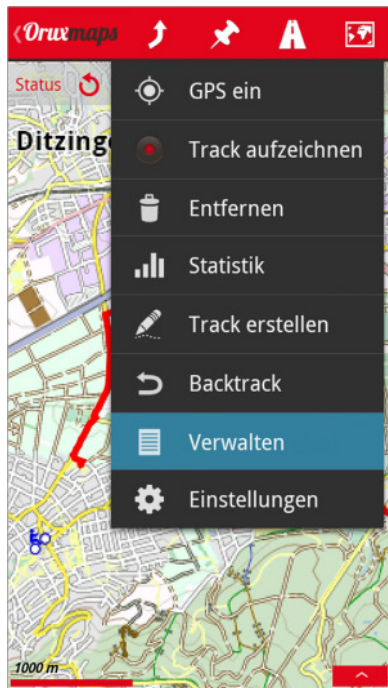 Oruxmaps
Status
GPS ein
Ditzing
Track aufzeichnen
Entfernen
Statistik
Track erstellen
Backtrack
Verwalten
Einstellungen
1000 m